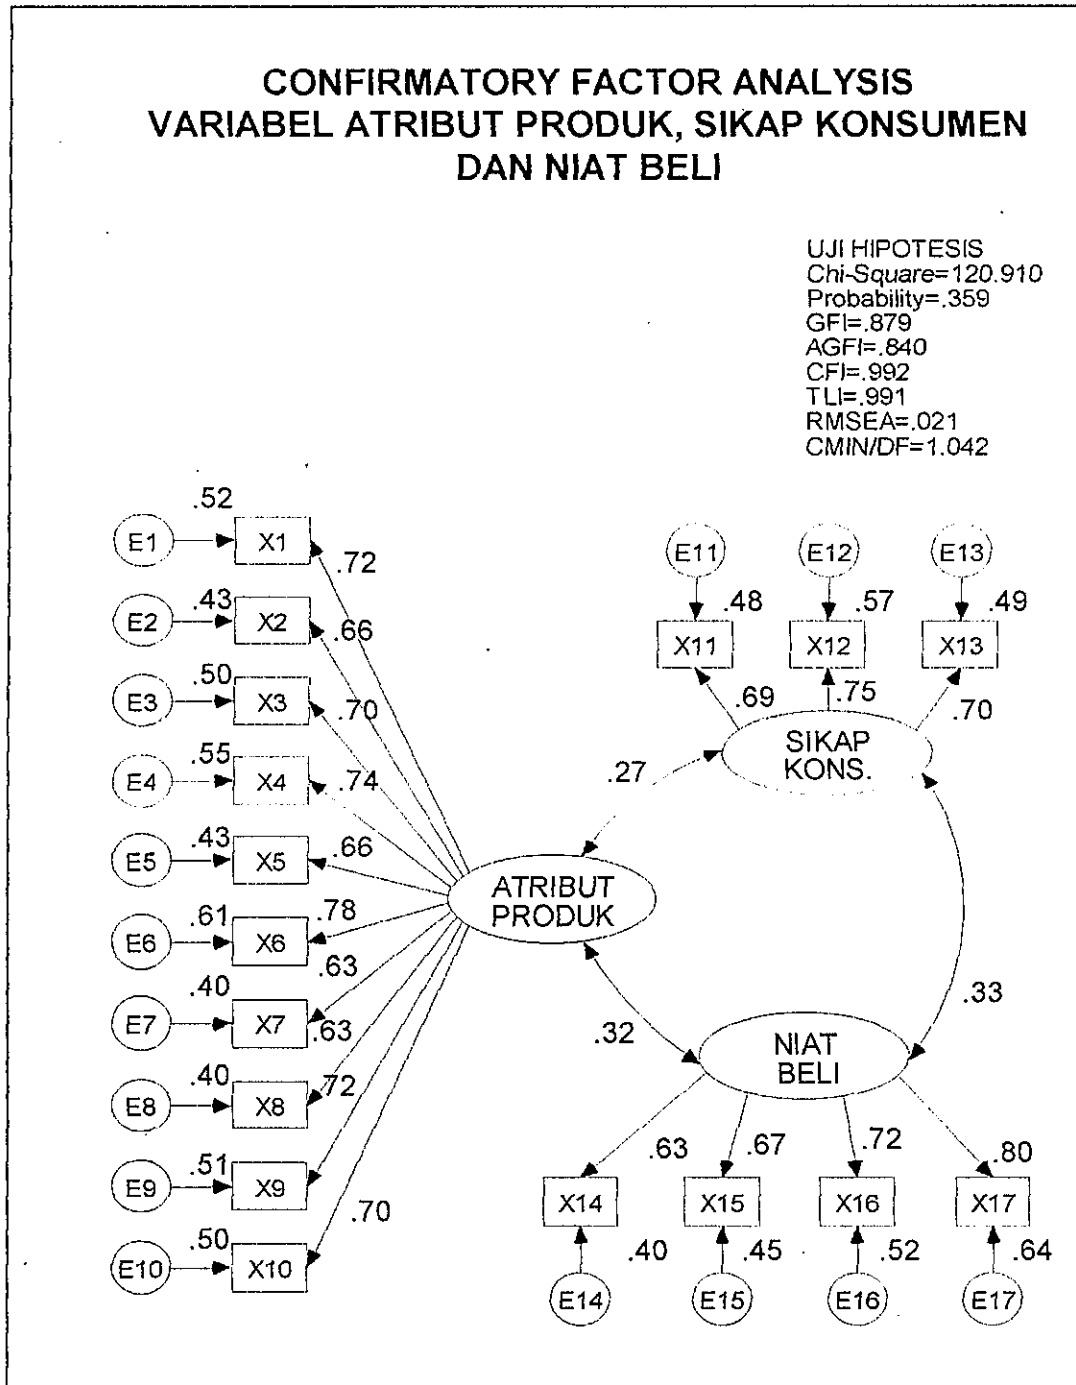 CONFIRMATORY FACTOR ANALYSIS
VARIABEL ATRIBUT PRODUK, SIKAP KONSUMEN
DAN NIAT BELI
UJI HIPOTESIS
Chi-Square=120.910
Probability=.359
GFI=.879
AGFI=.840
CFI=.992
TLI=.991
RMSEA=.021
CMIN/DF=1.042
.52
E1 X1 .72
.43
E2 X2 .66
.50
E3 X3 .70
.55
E4 X4 .74
.43
E5 X5 .66
.61
E6 X6 .78
.40
E7 X7 .63
.40
E8 X8 .63
.51
E9 X9 .72
.50
E10 X10 .70
E11 E12 E13
.48 .57 .49
X11 X12 X13
.69 .75 .70
SIKAP
KONS.
.27
ATRIBUT
PRODUK
.32
.33
NIAT
BELI
.63 .67 .72 .80
X14 X15 X16 X17
.40 .45 .52 .64
E14 E15 E16 E17